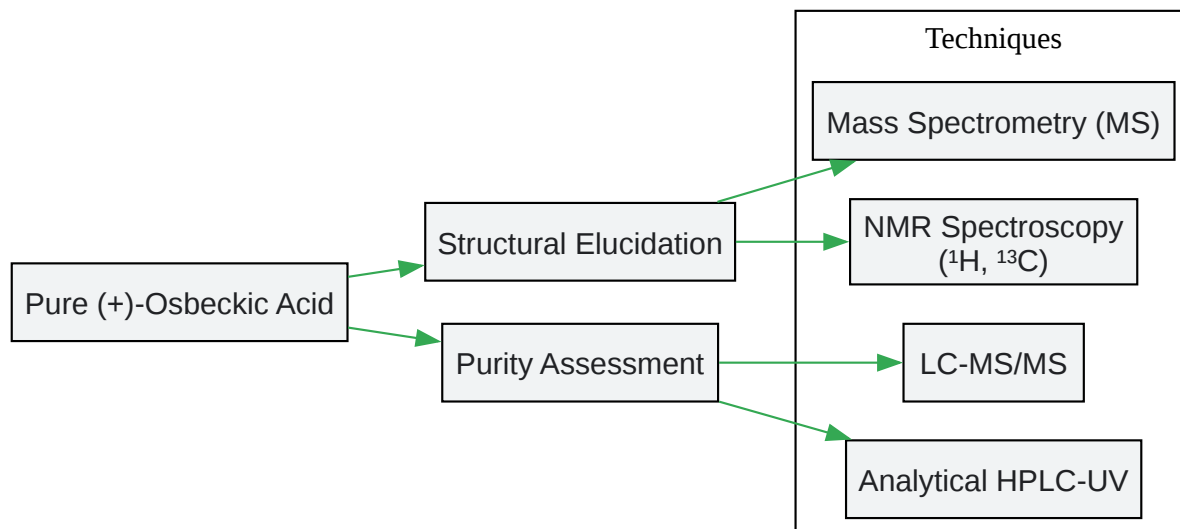 Techniques
Mass Spectrometry (MS)
NMR Spectroscopy
(¹H, ¹³C)
Structural Elucidation
Pure (+)-Osbeckic Acid
Purity Assessment
LC-MS/MS
Analytical HPLC-UV